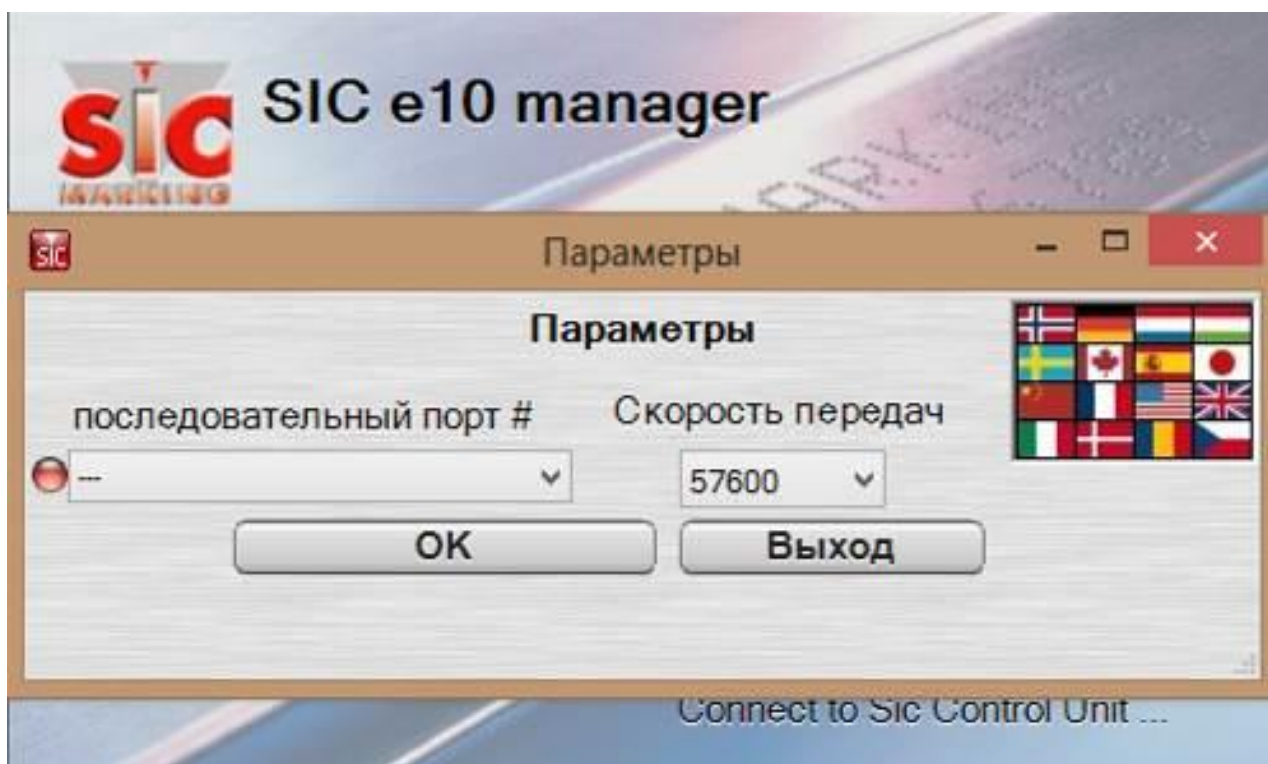 sic
MARKING
SIC e10 manager
sic
Параметры
Параметры
последовательный порт #
Скорость передач
---
57600
OK
Выход
Connect to Sic Control Unit ...